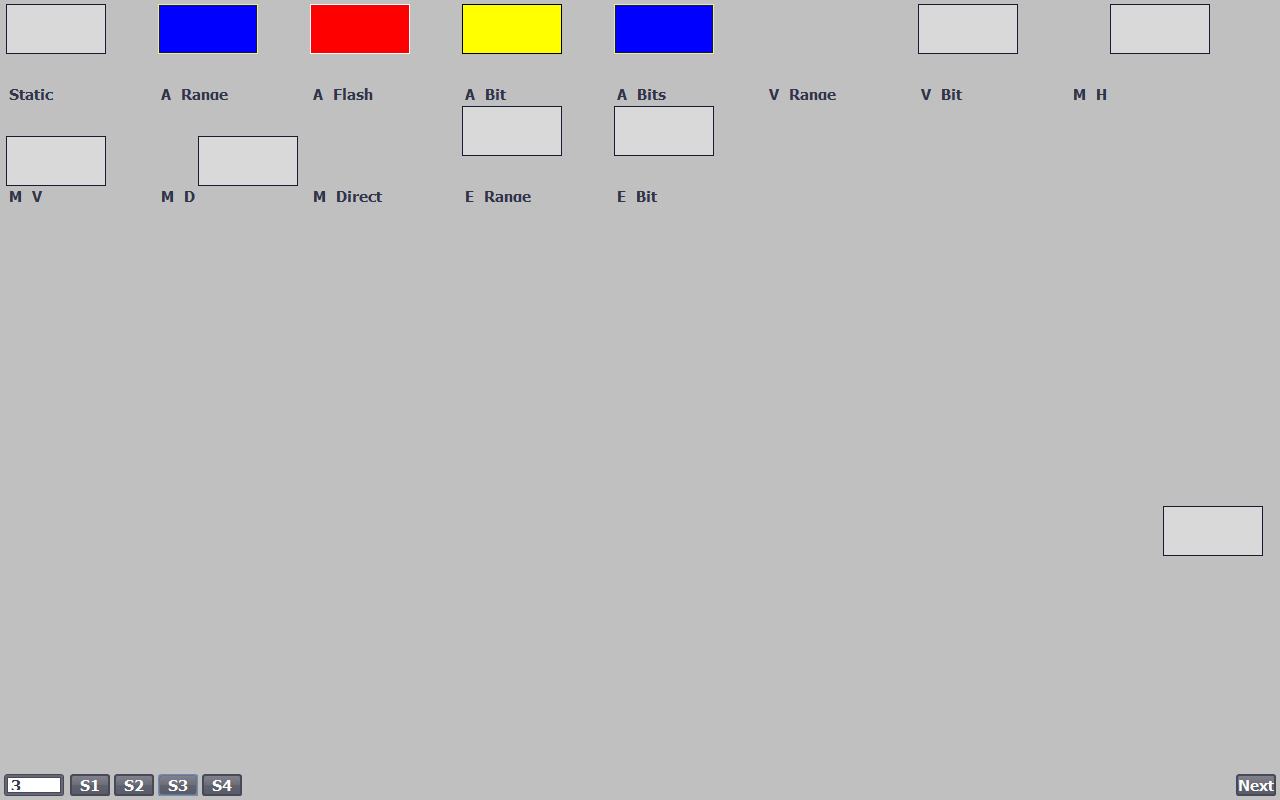 Static A Range A Flash A Bit A Bits V Range V Bit M H
M V M D M Direct E Range E Bit
3 S1 S2 S3 S4 Next